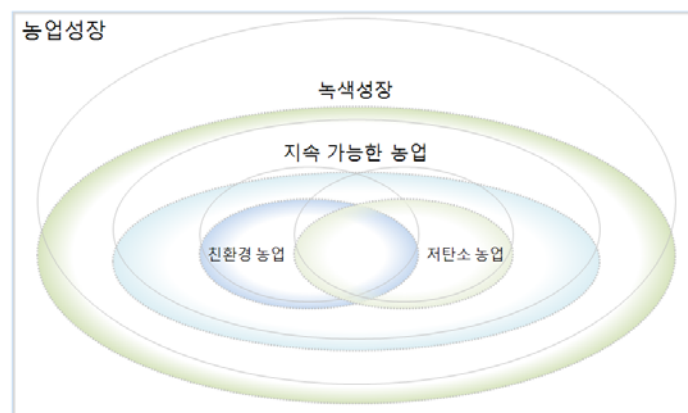 농업성장
녹색성장
지속 가능한 농업
친환경 농업
저탄소 농업